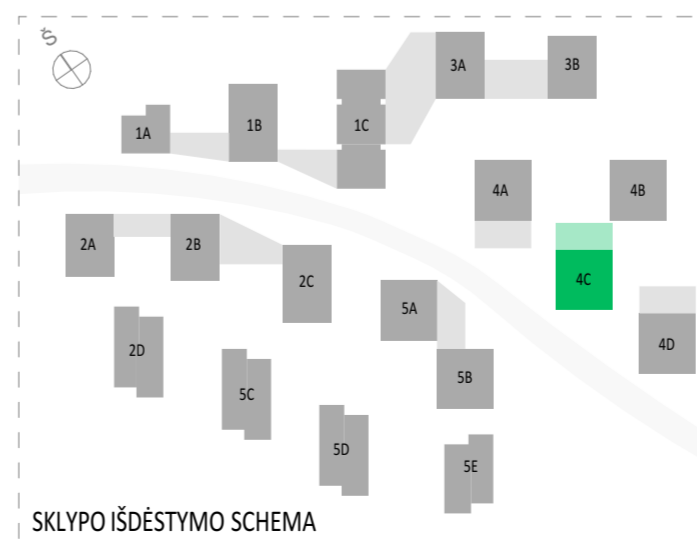 Š
3A
3B
1A
1B
1C
4A
4B
2A
2B
2C
4C
5A
4D
2D
5B
5C
5D
5E
SKLYPO IŠDĖSTYMO SCHEMA